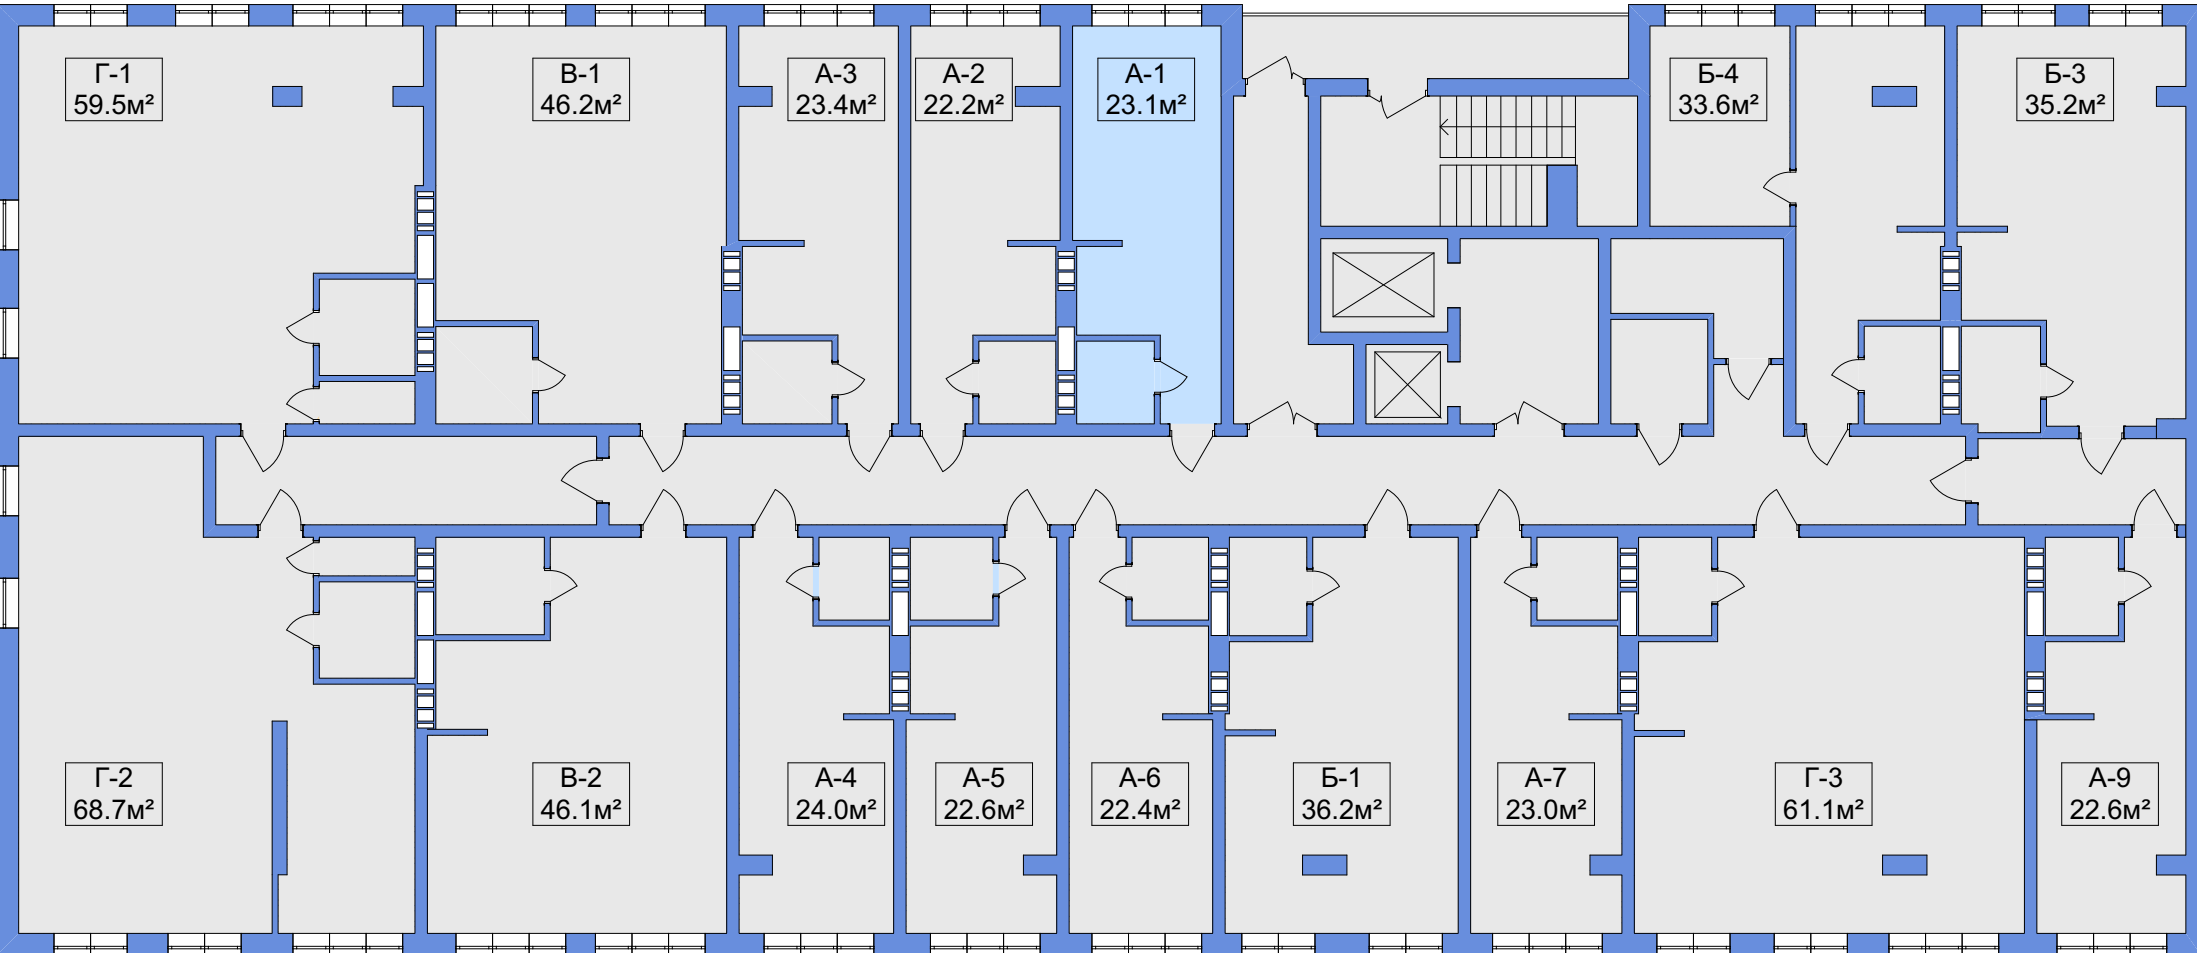 Г-1
59.5м²
В-1
46.2м²
А-3
23.4м²
А-2
22.2м²
А-1
23.1м²
Б-4
33.6м²
Б-3
35.2м²
Г-2
68.7м²
В-2
46.1м²
А-4
24.0м²
А-5
22.6м²
А-6
22.4м²
Б-1
36.2м²
А-7
23.0м²
Г-3
61.1м²
А-9
22.6м²